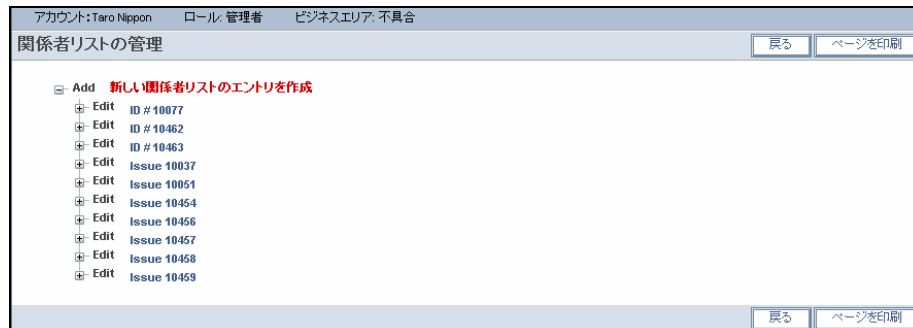 アカウント:Taro Nippon ロール: 管理者 ビジネスエリア: 不具合
関係者リストの管理 戻る ページを印刷
Add 新しい関係者リストのエントリを作成
Edit ID # 10077
Edit ID # 10462
Edit ID # 10463
Edit Issue 10037
Edit Issue 10051
Edit Issue 10454
Edit Issue 10456
Edit Issue 10457
Edit Issue 10458
Edit Issue 10459
戻る ページを印刷